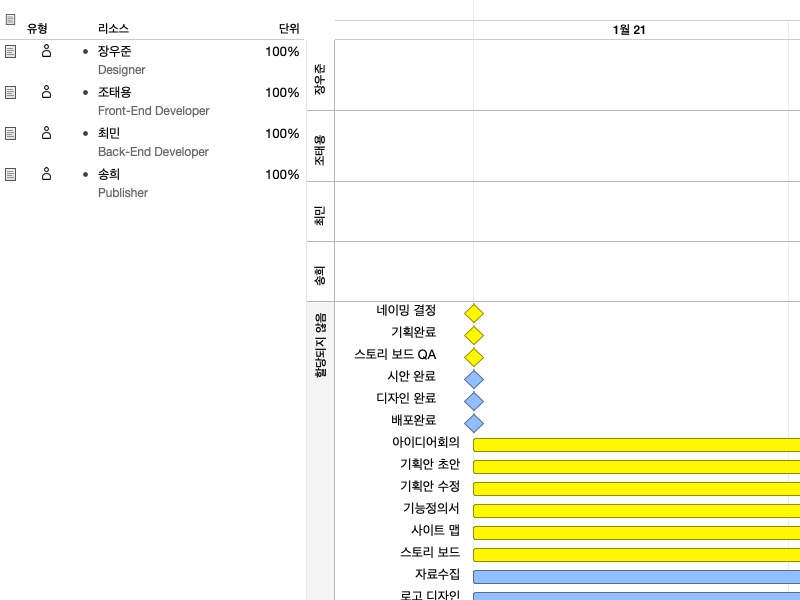 유형 리소스 단위
장우준 100%
Designer
조태용 100%
Front-End Developer
최민 100%
Back-End Developer
송희 100%
Publisher
1월 21
장우준
조태용
최민
송희
할당되지 않음
네이밍 결정
기획완료
스토리 보드 QA
시안 완료
디자인 완료
배포완료
아이디어회의
기획안 초안
기획안 수정
기능정의서
사이트 맵
스토리 보드
자료수집
로고 디자인